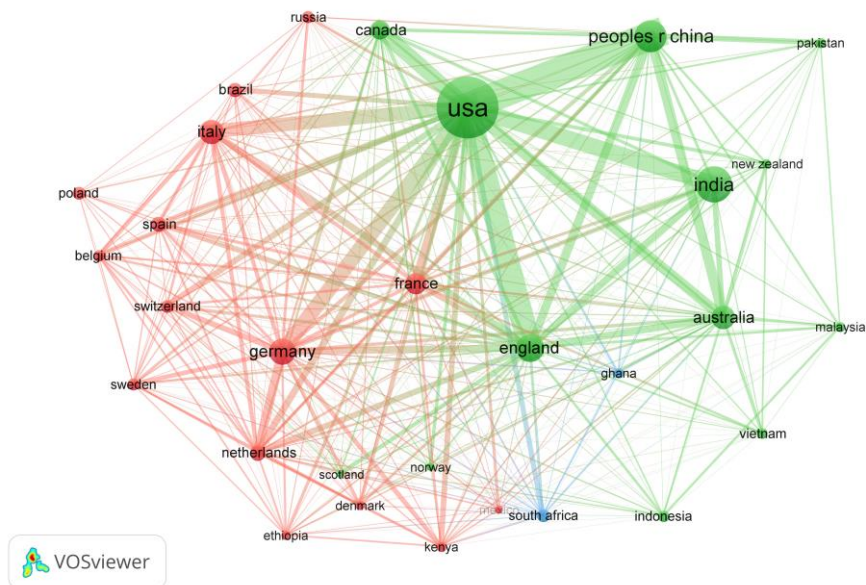 russia
canada
peoples r china
pakistan
brazil
usa
italy
new zealand
india
poland
spain
belgium
france
switzerland
australia
malaysia
germany
england
ghana
sweden
vietnam
netherlands
scotland
norway
denmark
mexico
south africa
indonesia
ethiopia
kenya
VOSviewer